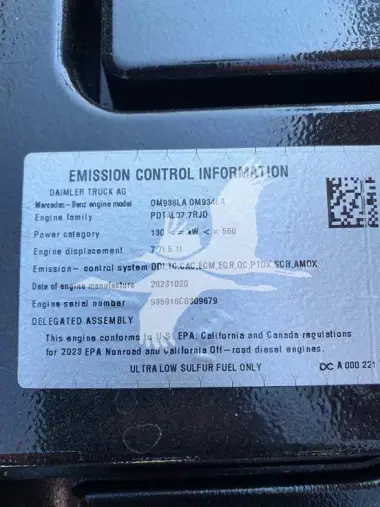 EMISSION CONTROL INFORMATION
DAIMLER TRUCK AG
Mercedes-Benz engine model OM936LA OM934LA
Engine family
Power category 130 <= kW <= 560
Engine displacement
Emission-control system DDI,TC,CAC,ECM,EGR,OC,PTOX,SCR,AMOX
Date of engine manufacture 20231020
Engine serial number
DELEGATED ASSEMBLY
This engine conforms to U.S. EPA, California and Canada regulations
for 2023 EPA Nonroad and California Off-road diesel engines.
ULTRA LOW SULFUR FUEL ONLY
DC A 000 221